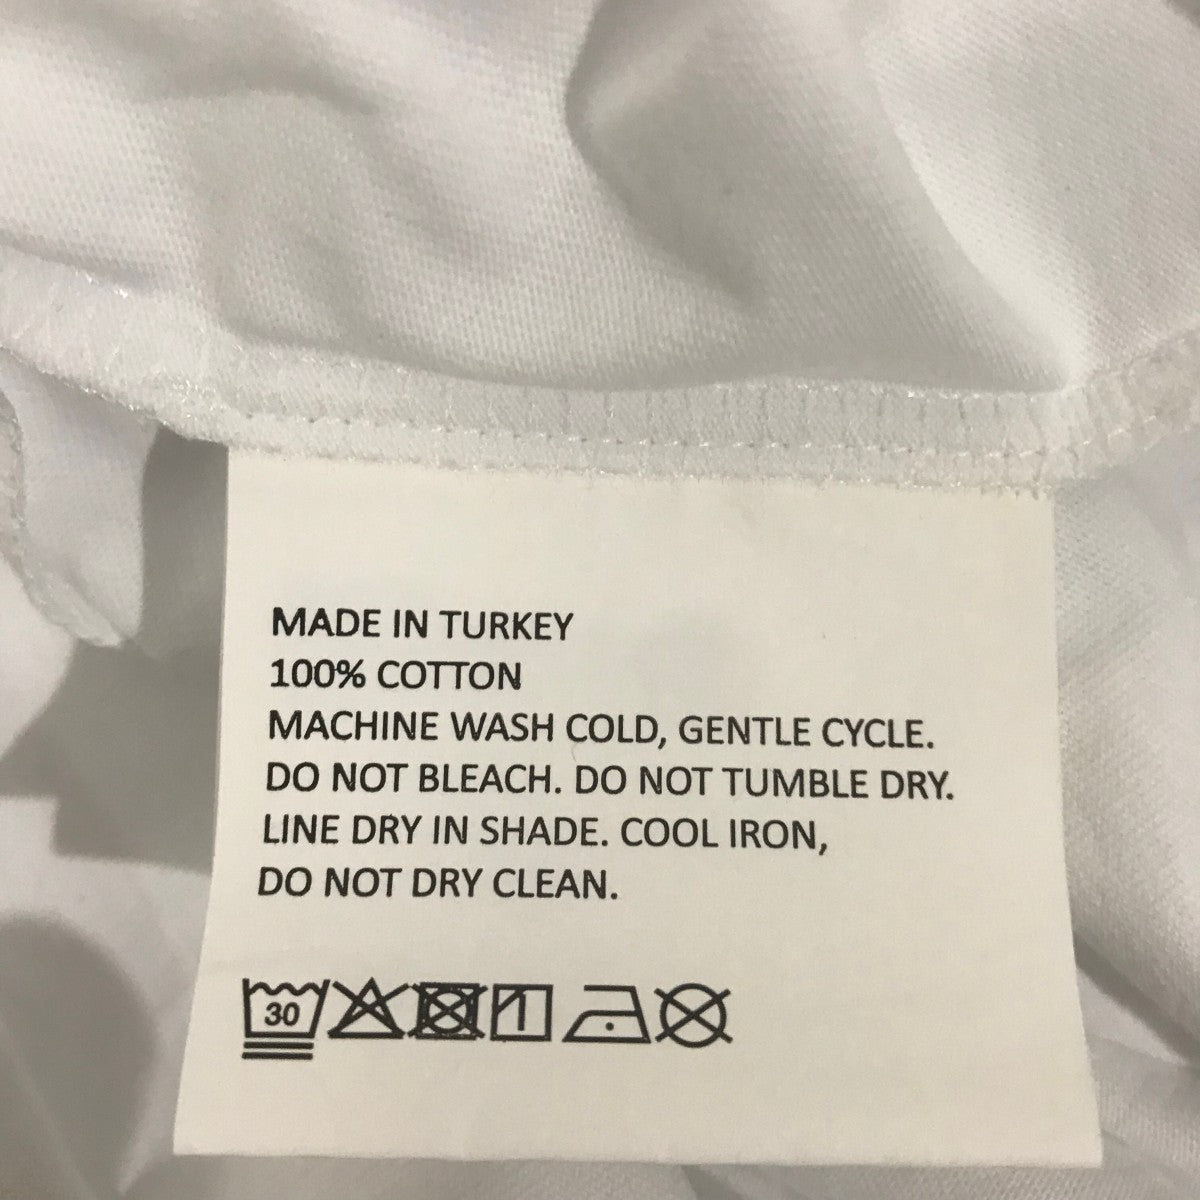 MADE IN TURKEY
100% COTTON
MACHINE WASH COLD, GENTLE CYCLE.
DO NOT BLEACH. DO NOT TUMBLE DRY.
LINE DRY IN SHADE. COOL IRON,
DO NOT DRY CLEAN.
30